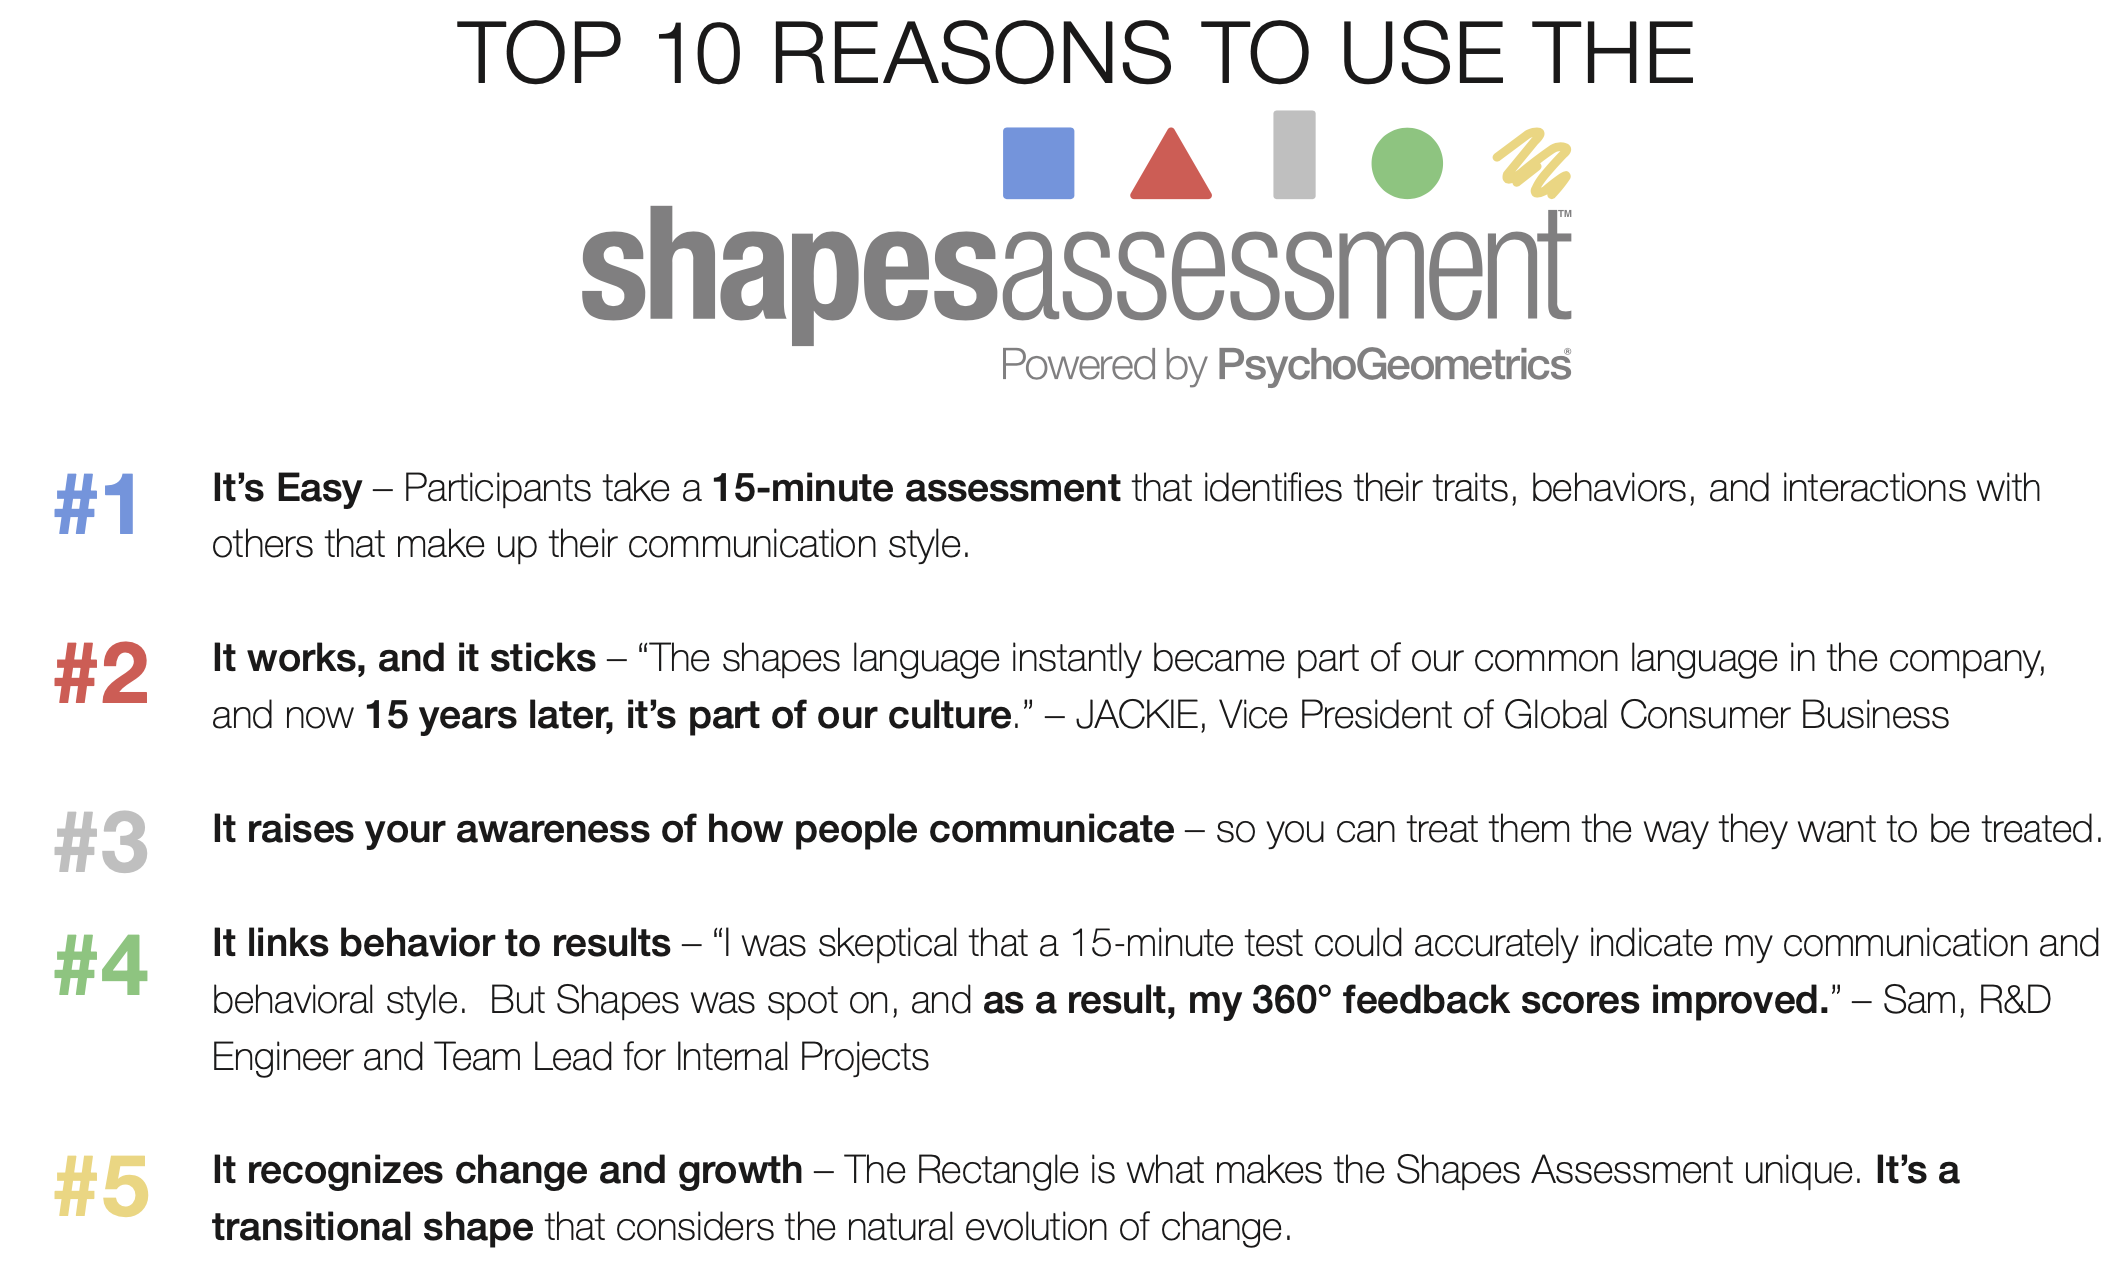 TOP 10 REASONS TO USE THE
shapesassessment™
Powered by PsychoGeometrics®
#1 It’s Easy – Participants take a 15-minute assessment that identifies their traits, behaviors, and interactions with
others that make up their communication style.
#2 It works, and it sticks – “The shapes language instantly became part of our common language in the company,
and now 15 years later, it’s part of our culture.” – JACKIE, Vice President of Global Consumer Business
#3 It raises your awareness of how people communicate – so you can treat them the way they want to be treated.
#4 It links behavior to results – “I was skeptical that a 15-minute test could accurately indicate my communication and
behavioral style.  But Shapes was spot on, and as a result, my 360° feedback scores improved.” – Sam, R&D
Engineer and Team Lead for Internal Projects
#5 It recognizes change and growth – The Rectangle is what makes the Shapes Assessment unique. It’s a
transitional shape that considers the natural evolution of change.